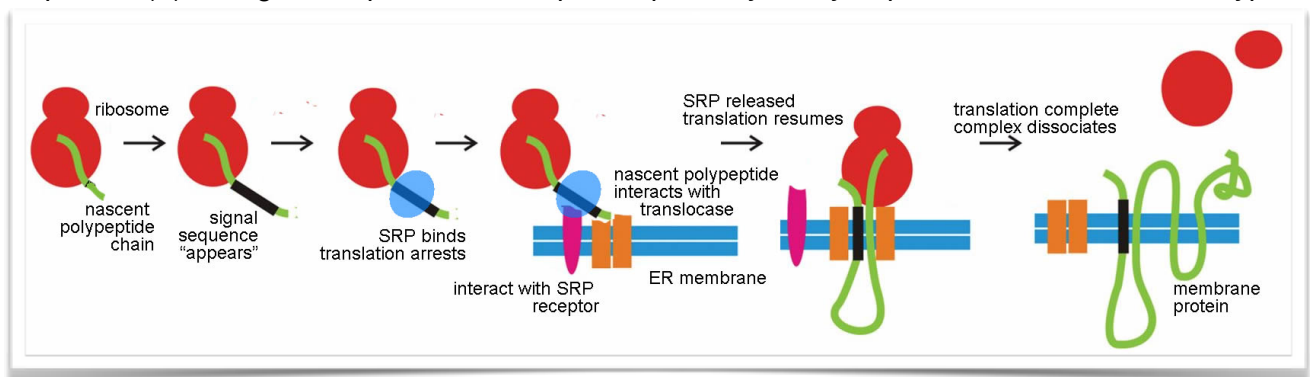 ribosome
nascent
polypeptide
chain
signal
sequence
“appears”
SRP binds
translation arrests
interact with SRP
receptor
nascent polypeptide
interacts with
translocase
ER membrane
SRP released
translation resumes
translation complete
complex dissociates
membrane
protein